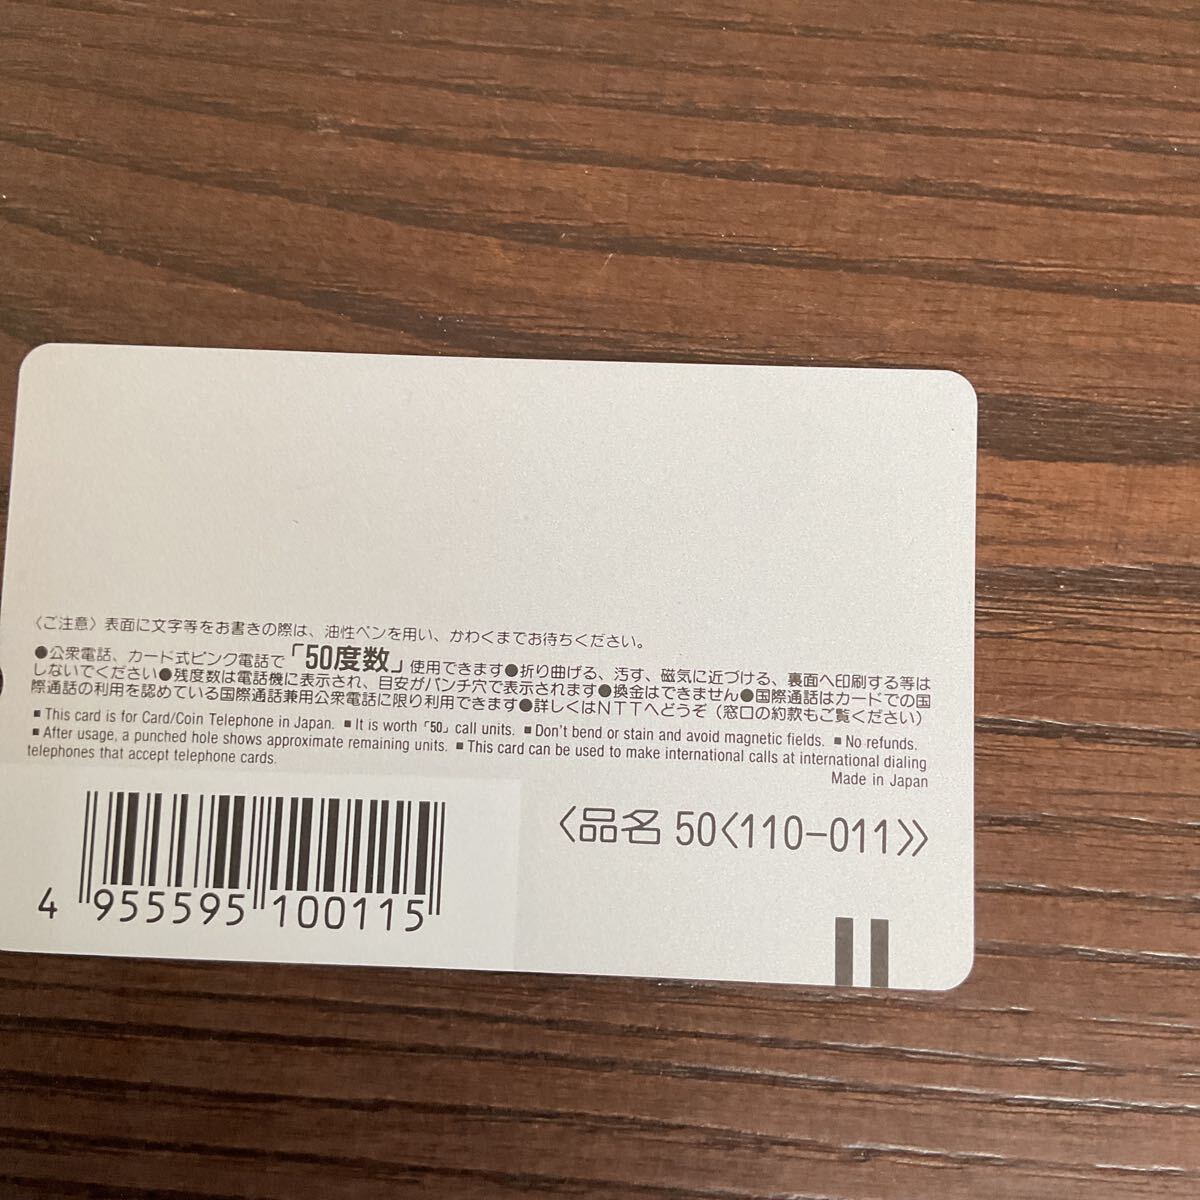 〈ご注意〉表面に文字等をお書きの際は、油性ペンを用い、かわくまでお待ちください。
●公衆電話、カード式ピンク電話で「50度数」使用できます●折り曲げる、汚す、磁気に近づける、裏面へ印刷する等は
しないでください●残度数は電話機に表示され、目安がパンチ穴で表示されます●換金はできません●国際通話はカードでの国
際通話の利用を認めている国際通話兼用公衆電話に限り利用できます●詳しくはNTTへどうぞ（窓口の約款もご覧ください）
■This card is for Card/Coin Telephone in Japan. ■It is worth「50」call units. ■Don't bend or stain and avoid magnetic fields. ■No refunds.
■After usage, a punched hole shows approximate remaining units. ■This card can be used to make international calls at international dialing
telephones that accept telephone cards.
Made in Japan
〈品名 50〈110-011〉〉
4 955595 100115